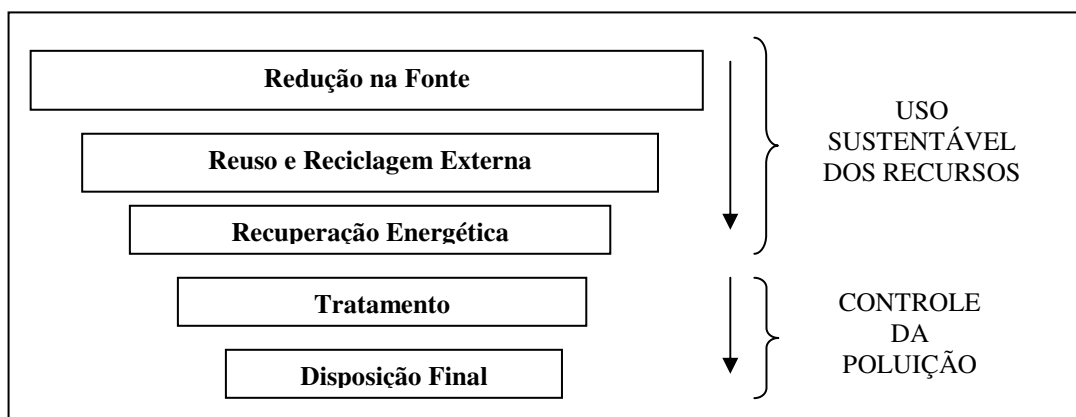 Redução na Fonte
Reuso e Reciclagem Externa
Recuperação Energética
USO
SUSTENTÁVEL
DOS RECURSOS
Tratamento
Disposição Final
CONTROLE
DA
POLUIÇÃO